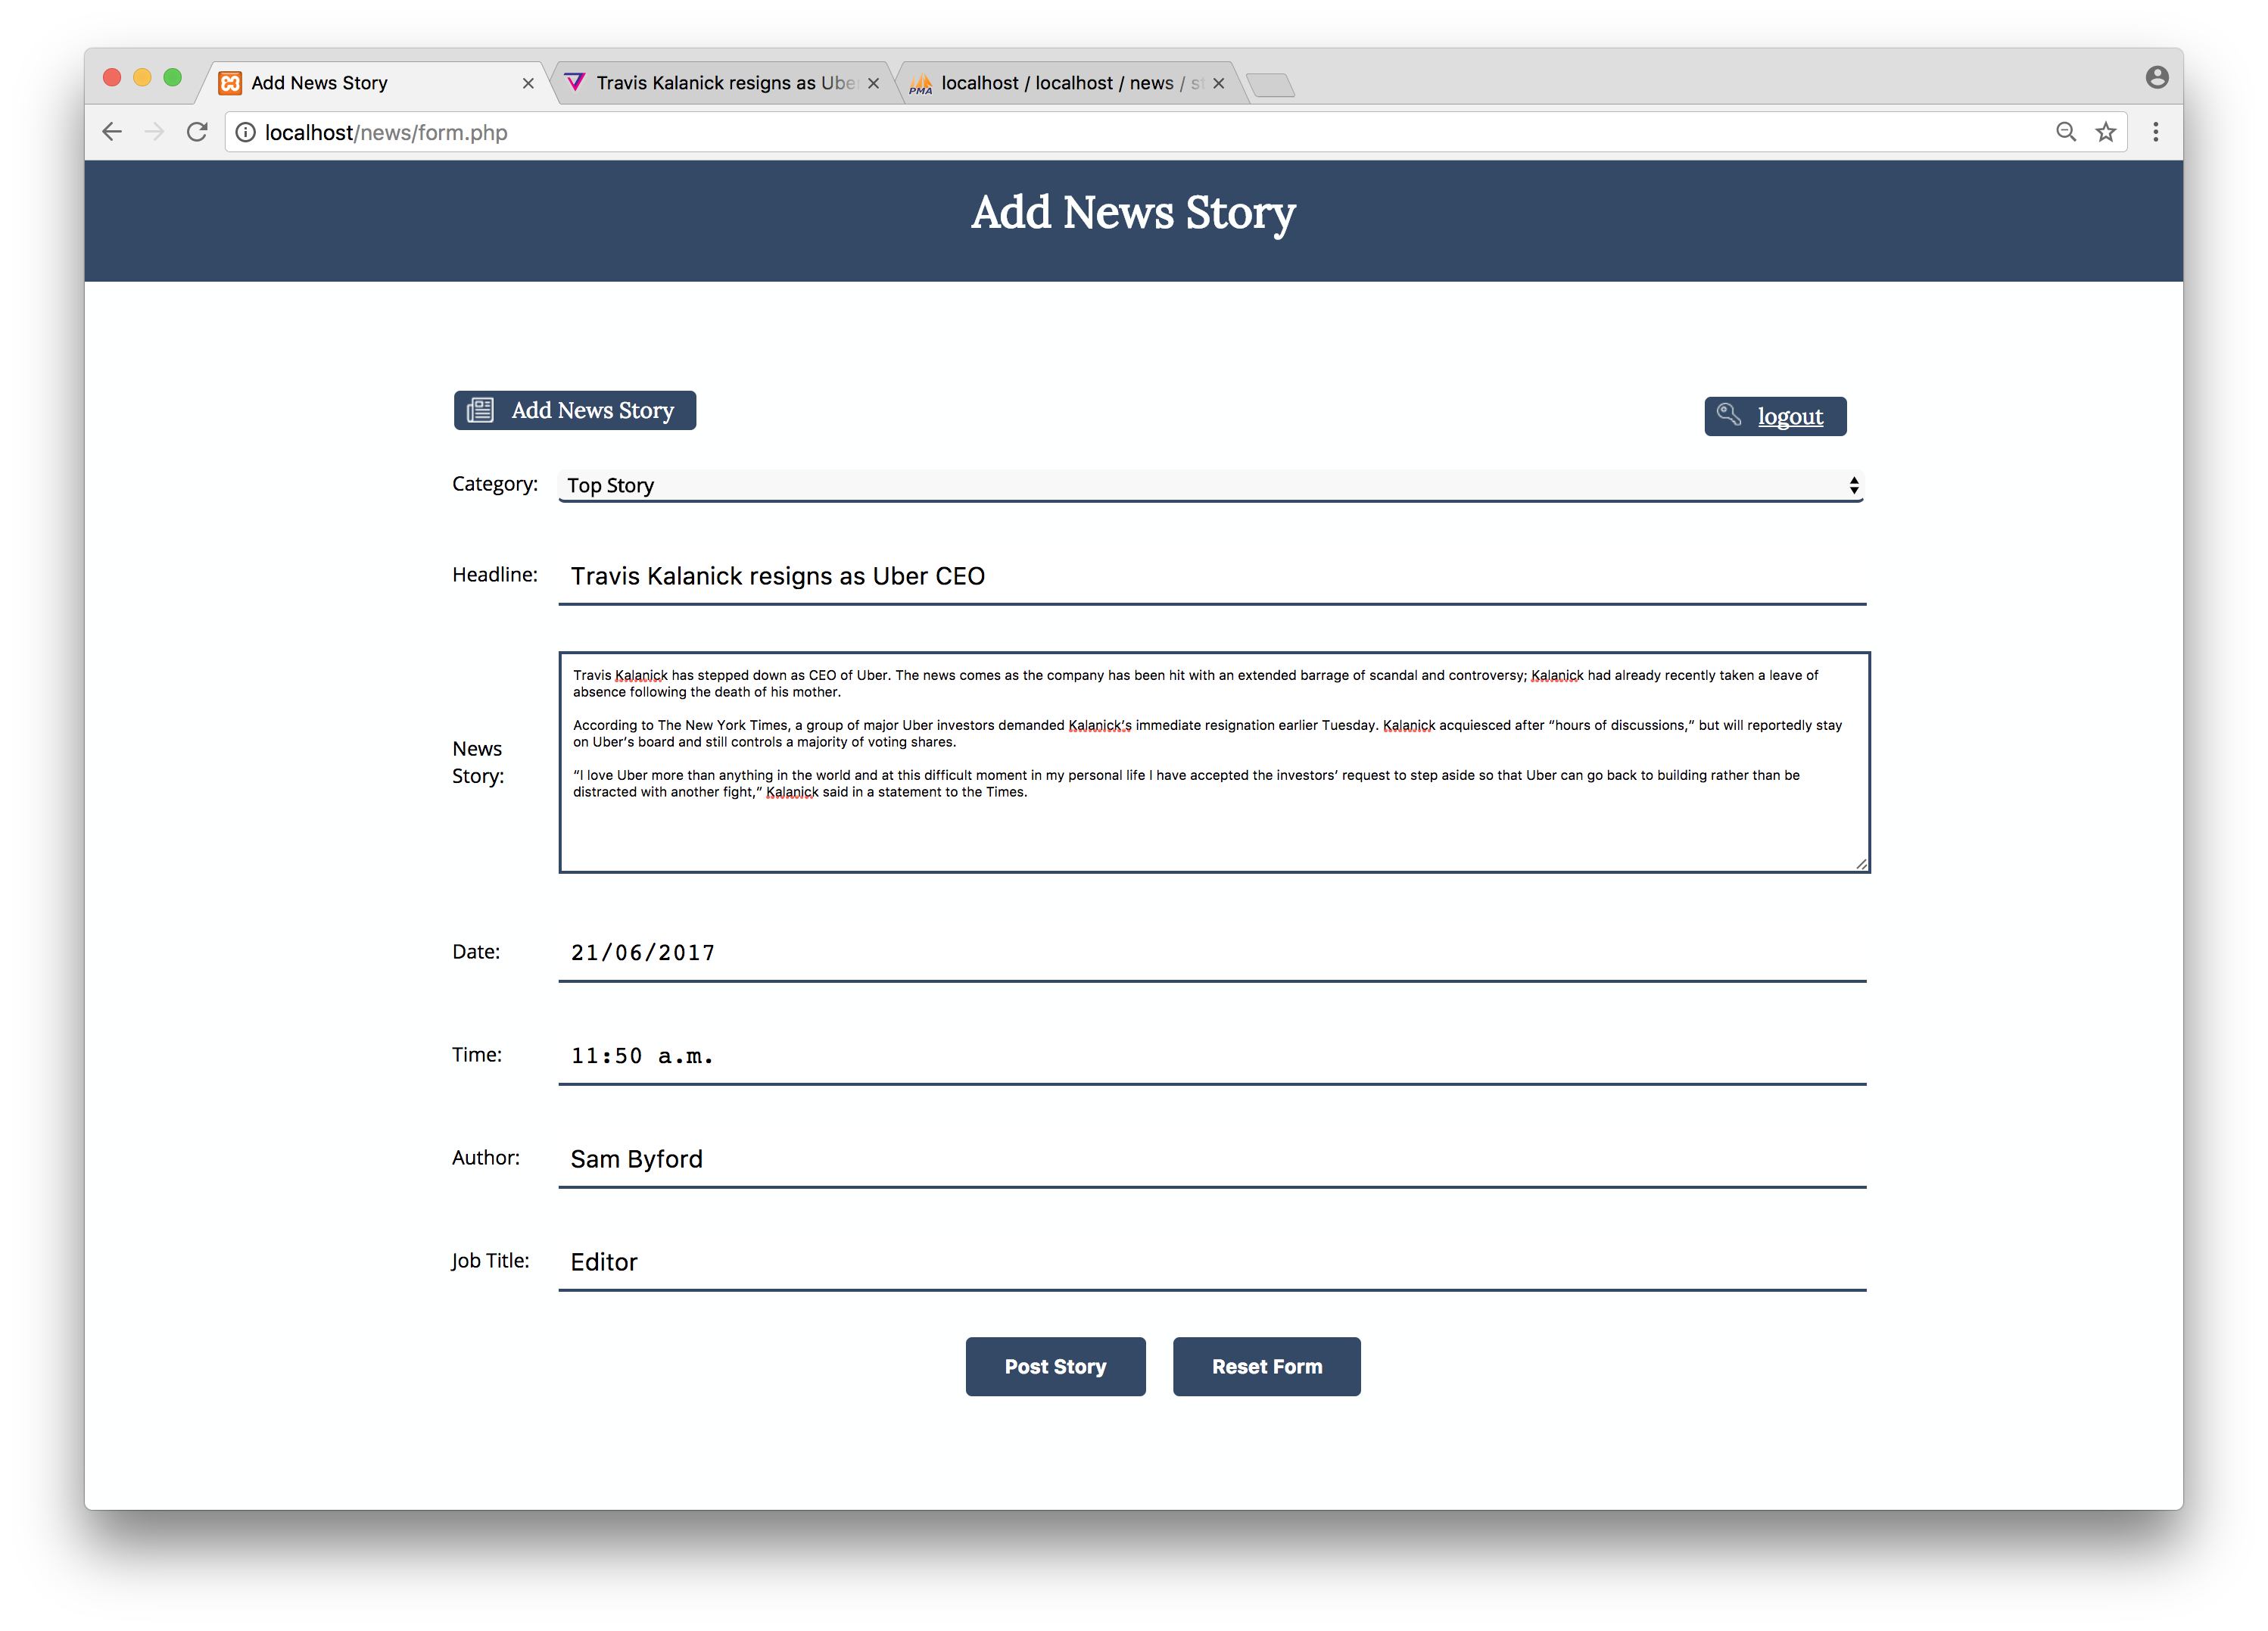 Add News Story
Travis Kalanick resigns as Uber
localhost / localhost / news / st
PMA
localhost/news/form.php
Add News Story
Add News Story
logout
Category:
Top Story
Headline:
Travis Kalanick resigns as Uber CEO
News
Story:
Travis Kalanick has stepped down as CEO of Uber. The news comes as the company has been hit with an extended barrage of scandal and controversy; Kalanick had already recently taken a leave of
absence following the death of his mother.
According to The New York Times, a group of major Uber investors demanded Kalanick’s immediate resignation earlier Tuesday. Kalanick acquiesced after “hours of discussions,” but will reportedly stay
on Uber’s board and still controls a majority of voting shares.
“I love Uber more than anything in the world and at this difficult moment in my personal life I have accepted the investors’ request to step aside so that Uber can go back to building rather than be
distracted with another fight,” Kalanick said in a statement to the Times.
Date:
21/06/2017
Time:
11:50 a.m.
Author:
Sam Byford
Job Title:
Editor
Post Story
Reset Form